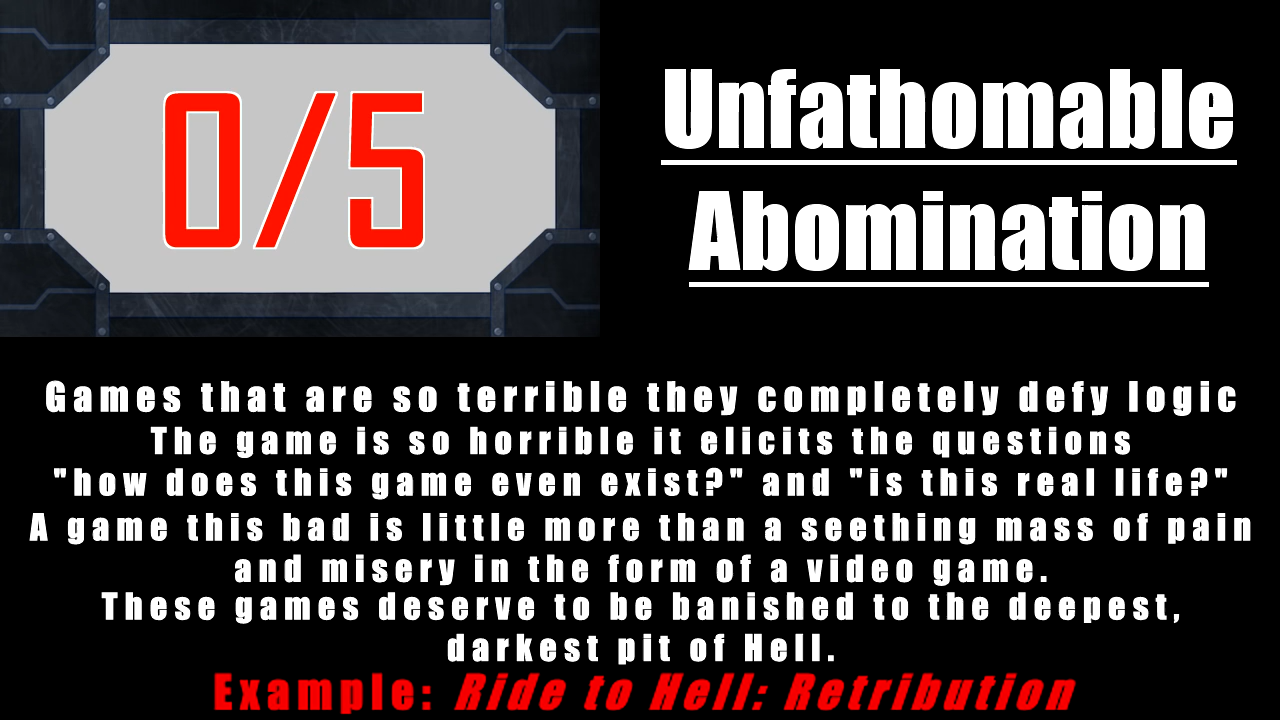 0/5
Unfathomable
Abomination
Games that are so terrible they completely defy logic
The game is so horrible it elicits the questions
"how does this game even exist?" and "is this real life?"
A game this bad is little more than a seething mass of pain
and misery in the form of a video game.
These games deserve to be banished to the deepest,
darkest pit of Hell.
Example: Ride to Hell: Retribution